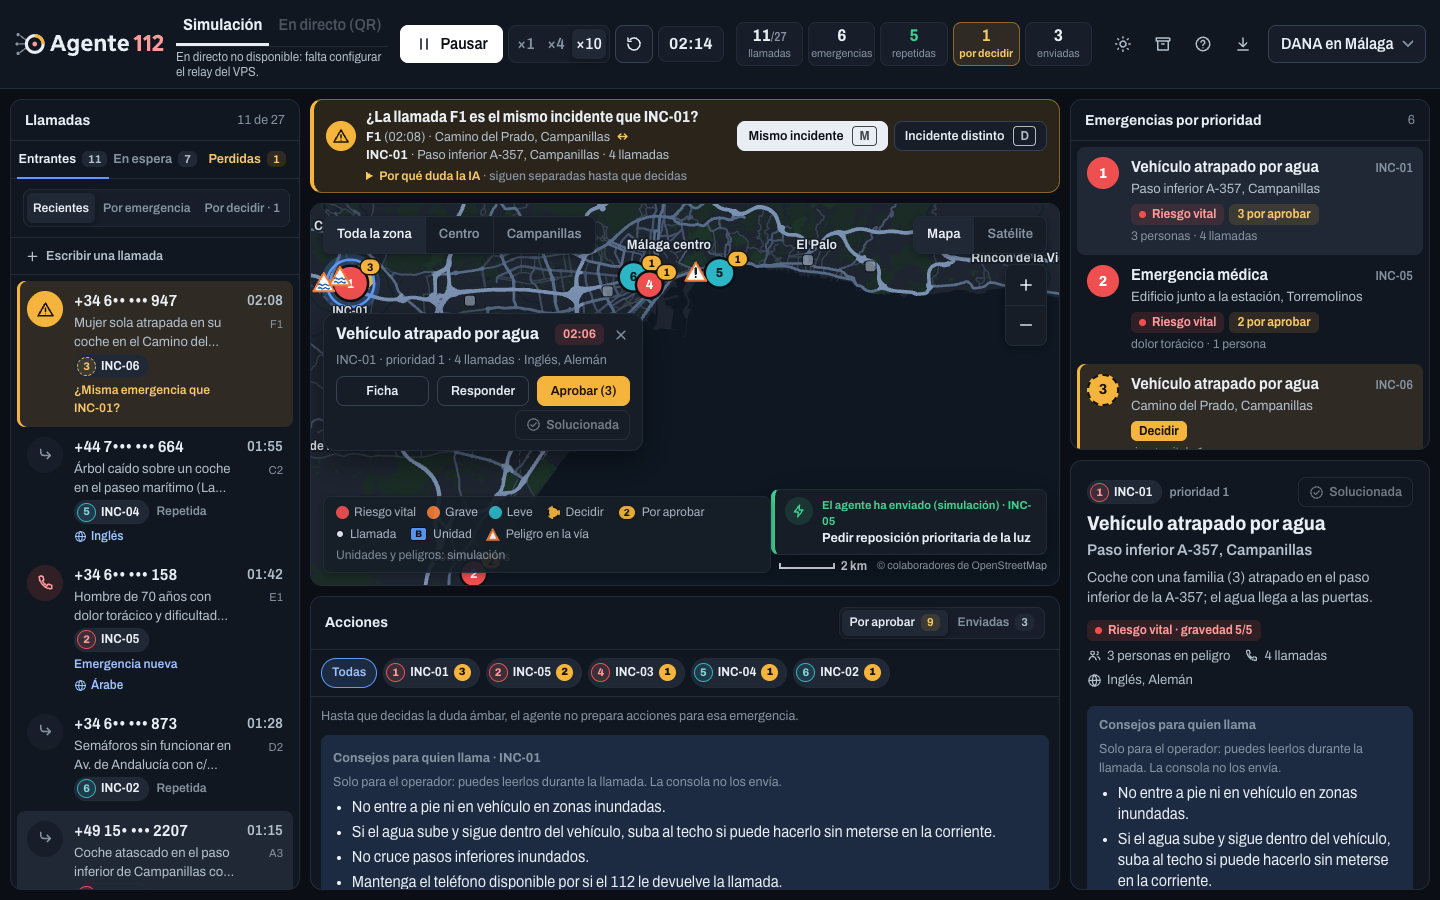 Agente 112
Simulación
En directo (QR)
En directo no disponible: falta configurar
el relay del VPS.
Pausar
×1 ×4 ×10
02:14
11/27
llamadas
6
emergencias
5
repetidas
1
por decidir
3
enviadas
DANA en Málaga
Llamadas
11 de 27
Entrantes 11
En espera 7
Perdidas 1
Recientes
Por emergencia
Por decidir · 1
Escribir una llamada
+34 6•• ••• 947
02:08
Mujer sola atrapada en su
F1
coche en el Camino del...
3 INC-06
¿Misma emergencia que
INC-01?
+44 7••• ••• 664
01:55
Árbol caído sobre un coche
C2
en el paseo marítimo (La...
5 INC-04
Repetida
Inglés
+34 6•• ••• 158
01:42
Hombre de 70 años con
E1
dolor torácico y dificultad...
2 INC-05
Emergencia nueva
Árabe
+34 6•• ••• 873
01:28
Semáforos sin funcionar en
D2
Av. de Andalucía con c/...
6 INC-02
Repetida
+49 15• ••• 2207
01:15
Coche atascado en el paso
A3
inferior de Campanillas co...
¿La llamada F1 es el mismo incidente que INC-01?
F1 (02:08) · Camino del Prado, Campanillas ↔
INC-01 · Paso inferior A-357, Campanillas · 4 llamadas
Por qué duda la IA · siguen separadas hasta que decidas
Mismo incidente M
Incidente distinto D
Toda la zona
Centro
Campanillas
Mapa
Satélite
Málaga centro
El Palo
Rincón de la Vi
1
3
INC-01
6
1
4
1
5
1
+
−
Vehículo atrapado por agua
02:06
INC-01 · prioridad 1 · 4 llamadas · Inglés, Alemán
Ficha
Responder
Aprobar (3)
Solucionada
de
Riesgo vital
Grave
Leve
Decidir
2 Por aprobar
Llamada
B Unidad
Peligro en la vía
Unidades y peligros: simulación
2
El agente ha enviado (simulación) · INC-
05
Pedir reposición prioritaria de la luz
2 km
© colaboradores de OpenStreetMap
Acciones
Por aprobar 9
Enviadas 3
Todas
1 INC-01 3
2 INC-05 2
4 INC-03 1
5 INC-04 1
6 INC-02 1
Hasta que decidas la duda ámbar, el agente no prepara acciones para esa emergencia.
Consejos para quien llama · INC-01
Solo para el operador: puedes leerlos durante la llamada. La consola no los envía.
• No entre a pie ni en vehículo en zonas inundadas.
• Si el agua sube y sigue dentro del vehículo, suba al techo si puede hacerlo sin meterse en la corriente.
• No cruce pasos inferiores inundados.
• Mantenga el teléfono disponible por si el 112 le devuelve la llamada.
Emergencias por prioridad
6
1
Vehículo atrapado por agua
INC-01
Paso inferior A-357, Campanillas
Riesgo vital
3 por aprobar
3 personas · 4 llamadas
2
Emergencia médica
INC-05
Edificio junto a la estación, Torremolinos
Riesgo vital
2 por aprobar
dolor torácico · 1 persona
3
Vehículo atrapado por agua
INC-06
Camino del Prado, Campanillas
Decidir
1 INC-01
prioridad 1
Solucionada
Vehículo atrapado por agua
Paso inferior A-357, Campanillas
Coche con una familia (3) atrapado en el paso
inferior de la A-357; el agua llega a las puertas.
Riesgo vital · gravedad 5/5
3 personas en peligro
4 llamadas
Inglés, Alemán
Consejos para quien llama
Solo para el operador: puedes leerlos durante la
llamada. La consola no los envía.
• No entre a pie ni en vehículo en zonas
inundadas.
• Si el agua sube y sigue dentro del vehículo,
suba al techo si puede hacerlo sin meterse
en la corriente.